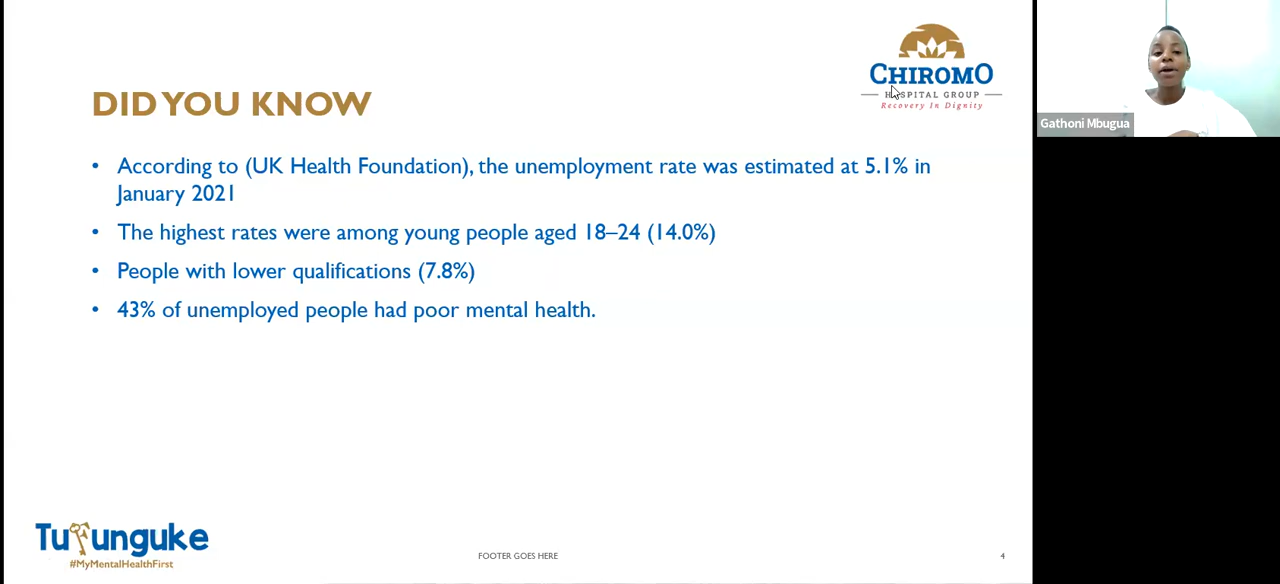 CHIROMO
HOSPITAL GROUP
Recovery In Dignity
Gathoni Mbugua
DID YOU KNOW
• According to (UK Health Foundation), the unemployment rate was estimated at 5.1% in
January 2021
• The highest rates were among young people aged 18–24 (14.0%)
• People with lower qualifications (7.8%)
• 43% of unemployed people had poor mental health.
Tufunguke
#MyMentalHealthFirst
FOOTER GOES HERE
4